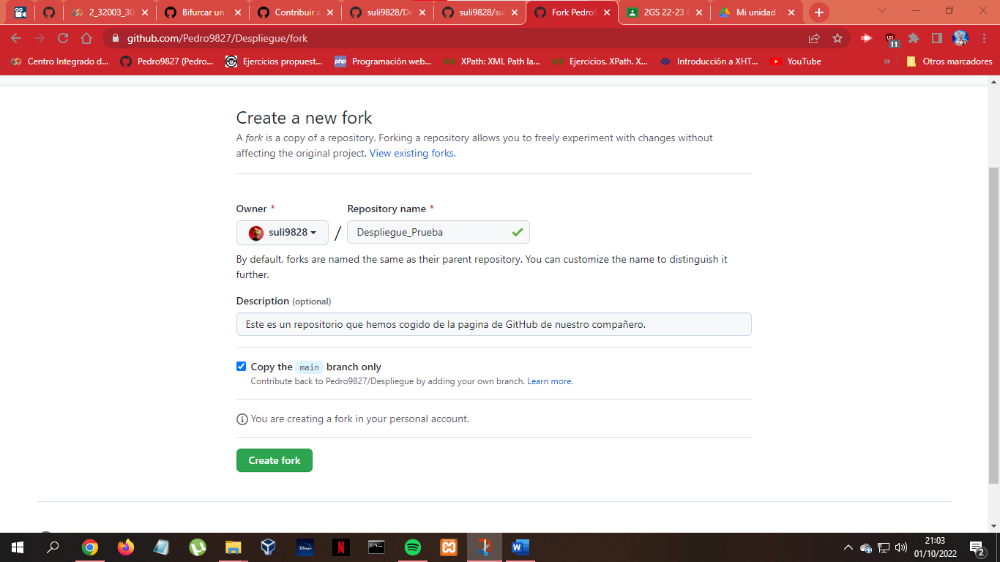 2_32003_30
Bifurcar un
Contribuir a
suli9828/De
suli9828/su
Fork Pedro9
2GS 22-23
Mi unidad -
github.com/Pedro9827/Despliegue/fork
11
Centro Integrado d...
Pedro9827 (Pedro...
Ejercicios propuest...
php
Programación web...
XPath: XML Path la...
Ejercicios. XPath. X...
Introducción a XHT...
YouTube
»
Otros marcadores
Create a new fork
A fork is a copy of a repository. Forking a repository allows you to freely experiment with changes without
affecting the original project. View existing forks.
Owner *
Repository name *
suli9828
/
Despliegue_Prueba
By default, forks are named the same as their parent repository. You can customize the name to distinguish it
further.
Description (optional)
Este es un repositorio que hemos cogido de la pagina de GitHub de nuestro compañero.
Copy the main branch only
Contribute back to Pedro9827/Despliegue by adding your own branch. Learn more.
You are creating a fork in your personal account.
Create fork
21:03
01/10/2022
2